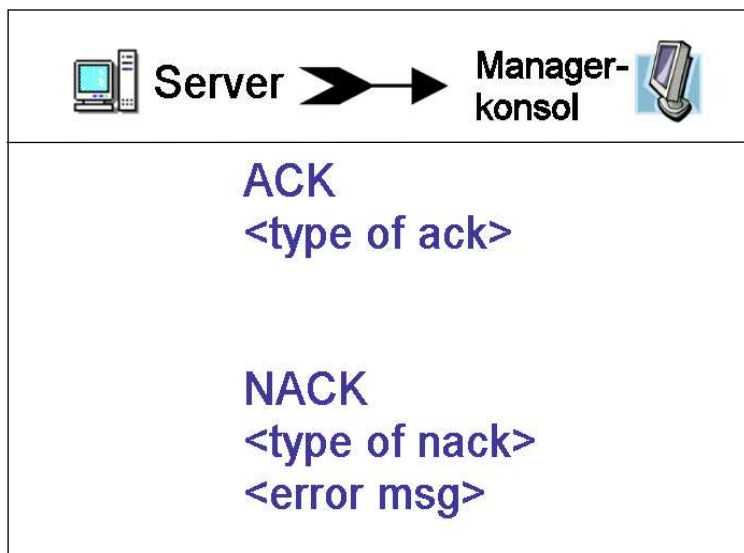 Server
Manager-
konsol
ACK
<type of ack>
NACK
<type of nack>
<error msg>